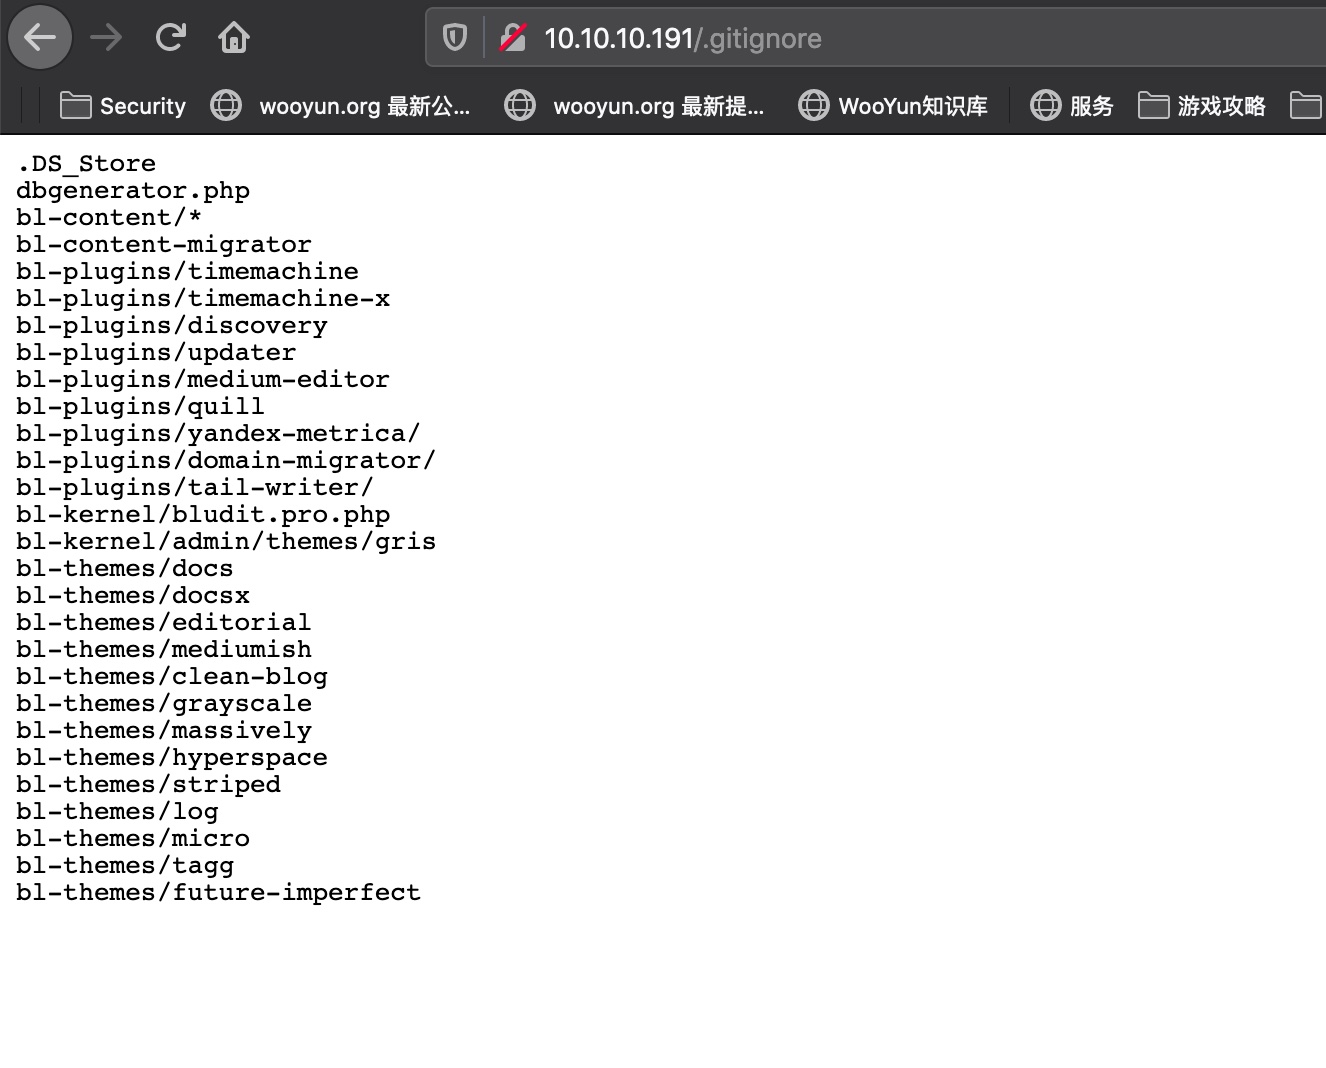 10.10.10.191/.gitignore
Security wooyun.org 最新公... wooyun.org 最新提... WooYun知识库 服务 游戏攻略
.DS_Store
dbgenerator.php
bl-content/*
bl-content-migrator
bl-plugins/timemachine
bl-plugins/timemachine-x
bl-plugins/discovery
bl-plugins/updater
bl-plugins/medium-editor
bl-plugins/quill
bl-plugins/yandex-metrica/
bl-plugins/domain-migrator/
bl-plugins/tail-writer/
bl-kernel/bludit.pro.php
bl-kernel/admin/themes/gris
bl-themes/docs
bl-themes/docsx
bl-themes/editorial
bl-themes/mediumish
bl-themes/clean-blog
bl-themes/grayscale
bl-themes/massively
bl-themes/hyperspace
bl-themes/striped
bl-themes/log
bl-themes/micro
bl-themes/tagg
bl-themes/future-imperfect